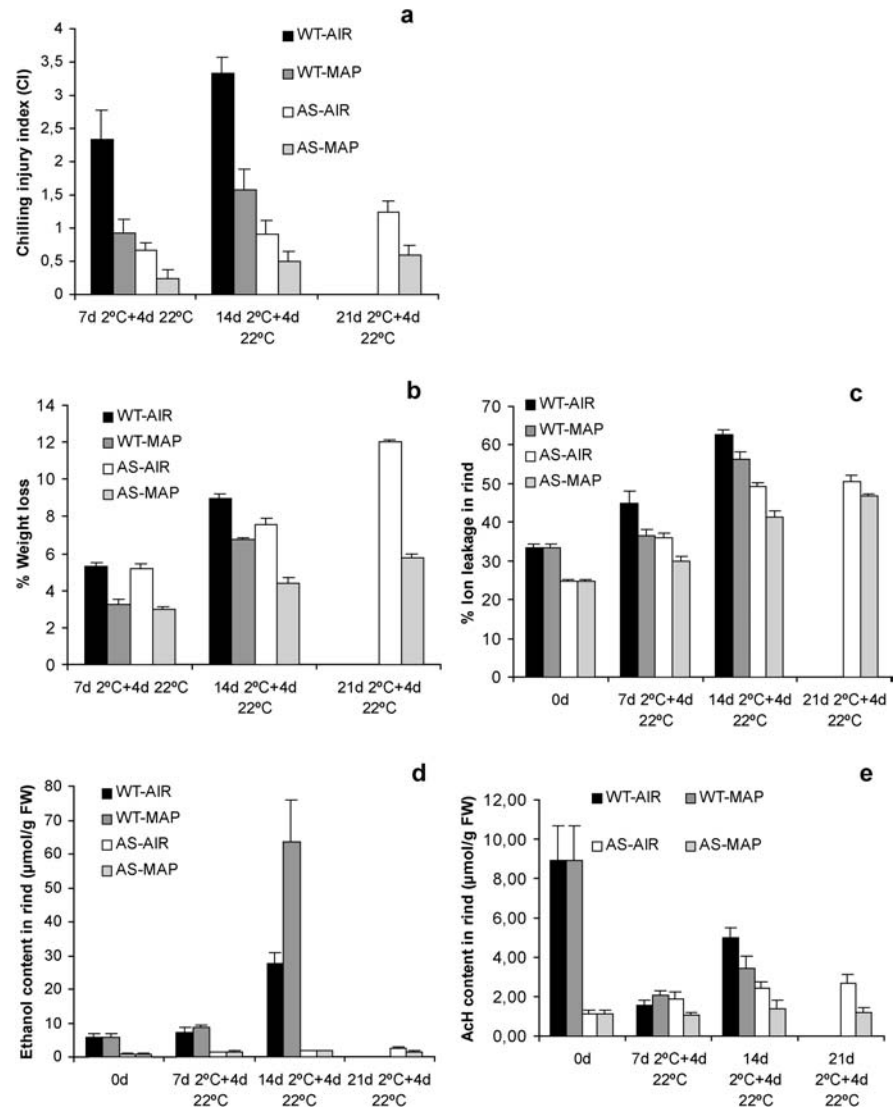 a
Chilling injury index (CI)
4
3,5
3
2,5
2
1,5
1
0,5
0
WT-AIR
WT-MAP
AS-AIR
AS-MAP
7d 2ºC+4d 22ºC
14d 2ºC+4d
22ºC
21d 2ºC+4d
22ºC
b
% Weight loss
14
12
10
8
6
4
2
0
WT-AIR
WT-MAP
AS-AIR
AS-MAP
7d 2ºC+4d 22ºC
14d 2ºC+4d
22ºC
21d 2ºC+4d
22ºC
c
% Ion leakage in rind
70
60
50
40
30
20
10
0
WT-AIR
WT-MAP
AS-AIR
AS-MAP
0d
7d 2ºC+4d
22ºC
14d 2ºC+4d
22ºC
21d 2ºC+4d
22ºC
d
Ethanol content in rind (µmol/g FW)
80
70
60
50
40
30
20
10
0
WT-AIR
WT-MAP
AS-AIR
AS-MAP
0d
7d 2ºC+4d
22ºC
14d 2ºC+4d
22ºC
21d 2ºC+4d
22ºC
e
AcH content in rind (µmol/g FW)
12,00
10,00
8,00
6,00
4,00
2,00
0,00
WT-AIR
WT-MAP
AS-AIR
AS-MAP
0d
7d 2ºC+4d
22ºC
14d
2ºC+4d
22ºC
21d
2ºC+4d
22ºC